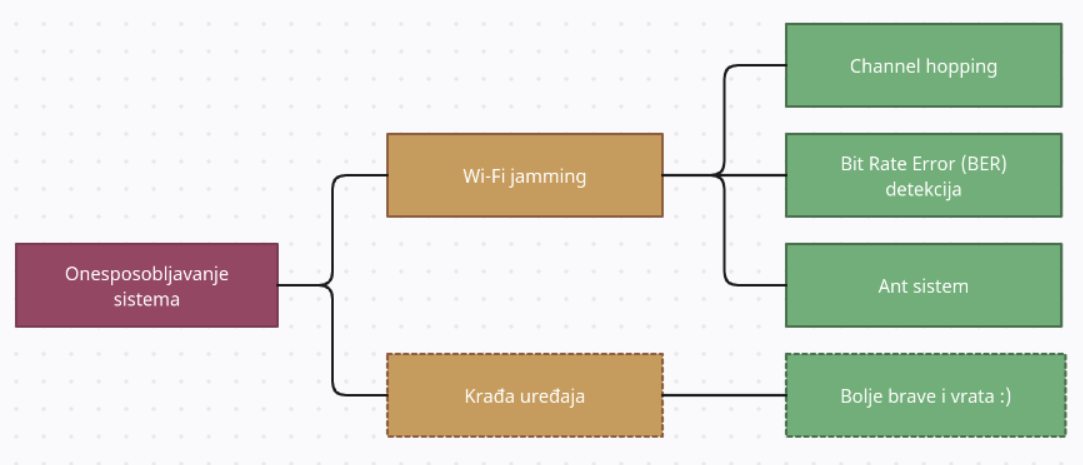 Onesposobljavanje
sistema
Wi-Fi jamming
Krađa uređaja
Channel hopping
Bit Rate Error (BER)
detekcija
Ant sistem
Bolje brave i vrata :)